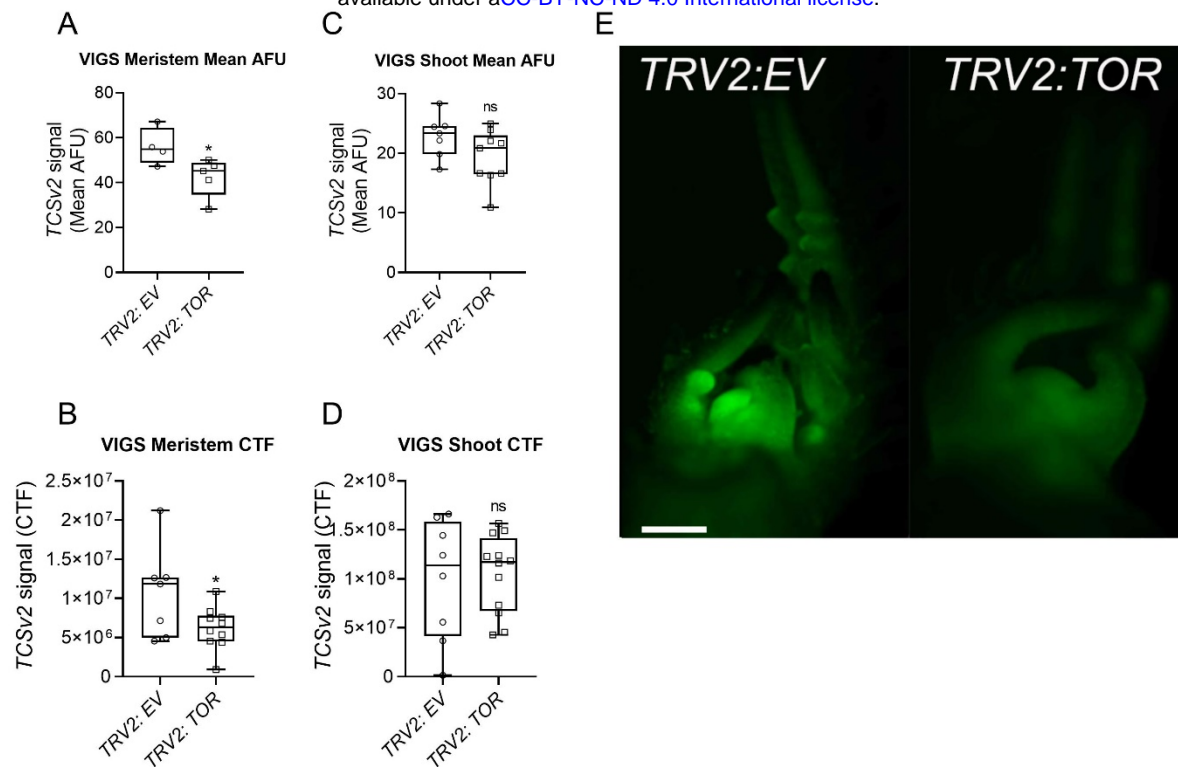 available under aCC-BY-NC-ND 4.0 International license.
A
VIGS Meristem Mean AFU
TCSv2 signal
(Mean AFU)
80
60
40
20
0
*
TRV2: EV
TRV2: TOR
C
VIGS Shoot Mean AFU
TCSv2 signal
(Mean AFU)
30
20
10
0
ns
TRV2: EV
TRV2: TOR
E
TRV2:EV
TRV2:TOR
B
VIGS Meristem CTF
TCSv2 signal (CTF)
2.5×10⁷
2×10⁷
1.5×10⁷
1×10⁷
5×10⁶
0
*
TRV2: EV
TRV2: TOR
D
VIGS Shoot CTF
TCSv2 signal (CTF)
2×10⁸
1.5×10⁸
1×10⁸
5×10⁷
0
ns
TRV2: EV
TRV2: TOR